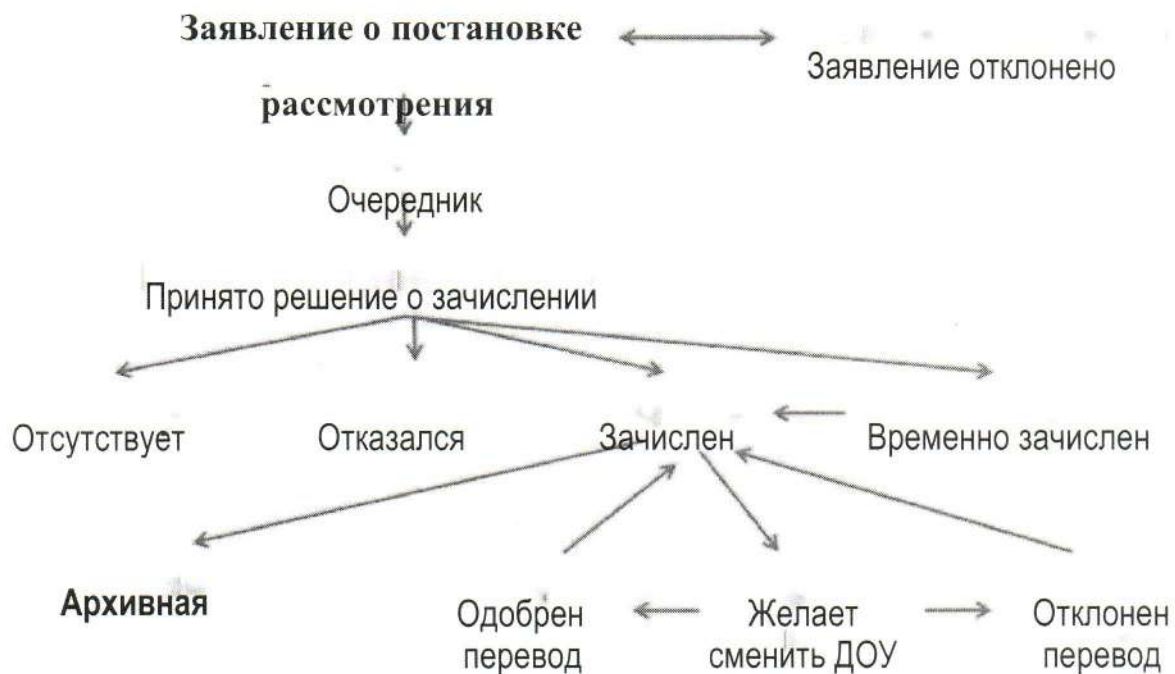 Заявление о постановке
Заявление отклонено
рассмотрения
Очередник
Принято решение о зачислении
Отсутствует
Отказался
Зачислен
Временно зачислен
Архивная
Одобрен
перевод
Желает
сменить ДОУ
Отклонен
перевод